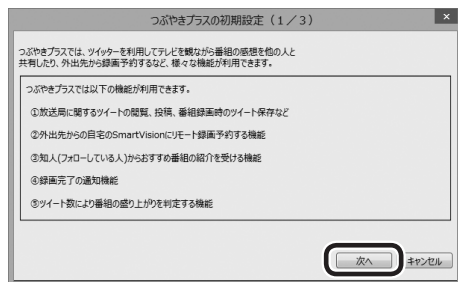 つぶやきプラスの初期設定（1／3）
×
つぶやきプラスでは、ツイッターを利用してテレビを観ながら番組の感想を他の人と
共有したり、外出先から録画予約するなど、様々な機能が利用できます。
つぶやきプラスでは以下の機能が利用できます。
①放送局に関するツイートの閲覧、投稿、番組録画時のツイート保存など
②外出先からの自宅のSmartVisionにリモート録画予約する機能
③知人(フォローしている人)からおすすめ番組の紹介を受ける機能
④録画完了の通知機能
⑤ツイート数により番組の盛り上がりを判定する機能
次へ
キャンセル